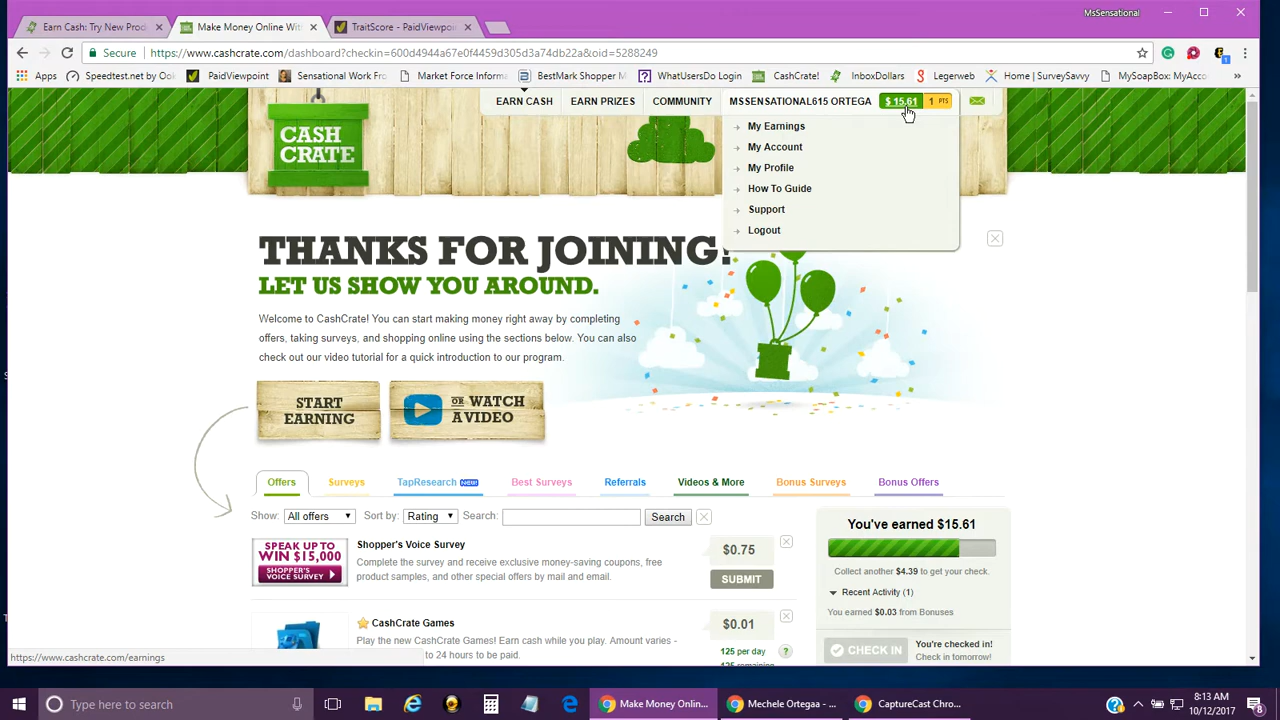 MsSensational
Earn Cash: Try New Prod
Make Money Online Wit
TraitScore - PaidViewpoin
Secure
https://www.cashcrate.com/dashboard?checkin=600d4944a67e0f4459d305d3a74db22a&oid=5288249
Apps
Speedtest.net by Ook
PaidViewpoint
Sensational Work Fro
Market Force Informa
BestMark Shopper M
WhatUsersDo Login
CashCrate!
InboxDollars
Legerweb
Home | SurveySavvy
MySoapBox: MyAcco
»
CASH
CRATE
EARN CASH
EARN PRIZES
COMMUNITY
MSSENSATIONAL615 ORTEGA
$ 15.61
1 PTS
My Earnings
My Account
My Profile
How To Guide
Support
Logout
THANKS FOR JOINING!
LET US SHOW YOU AROUND.
Welcome to CashCrate! You can start making money right away by completing
offers, taking surveys, and shopping online using the sections below. You can also
check out our video tutorial for a quick introduction to our program.
START
EARNING
OR WATCH
A VIDEO
Offers
Surveys
TapResearch NEW!
Best Surveys
Referrals
Videos & More
Bonus Surveys
Bonus Offers
Show: All offers
Sort by: Rating
Search:
Search
SPEAK UP TO
WIN $15,000
SHOPPER'S
VOICE SURVEY
Shopper's Voice Survey
Complete the survey and receive exclusive money-saving coupons, free
product samples, and other special offers by mail and email.
$0.75
SUBMIT
CashCrate Games
Play the new CashCrate Games! Earn cash while you play. Amount varies -
to 24 hours to be paid.
$0.01
125 per day
?
125 remaining
You've earned $15.61
Collect another $4.39 to get your check.
Recent Activity (1)
You earned $0.03 from Bonuses
CHECK IN
You're checked in!
Check in tomorrow!
https://www.cashcrate.com/earnings
Type here to search
Make Money Onlin...
Mechele Ortegaa - ...
CaptureCast Chro...
8:13 AM
10/12/2017
8